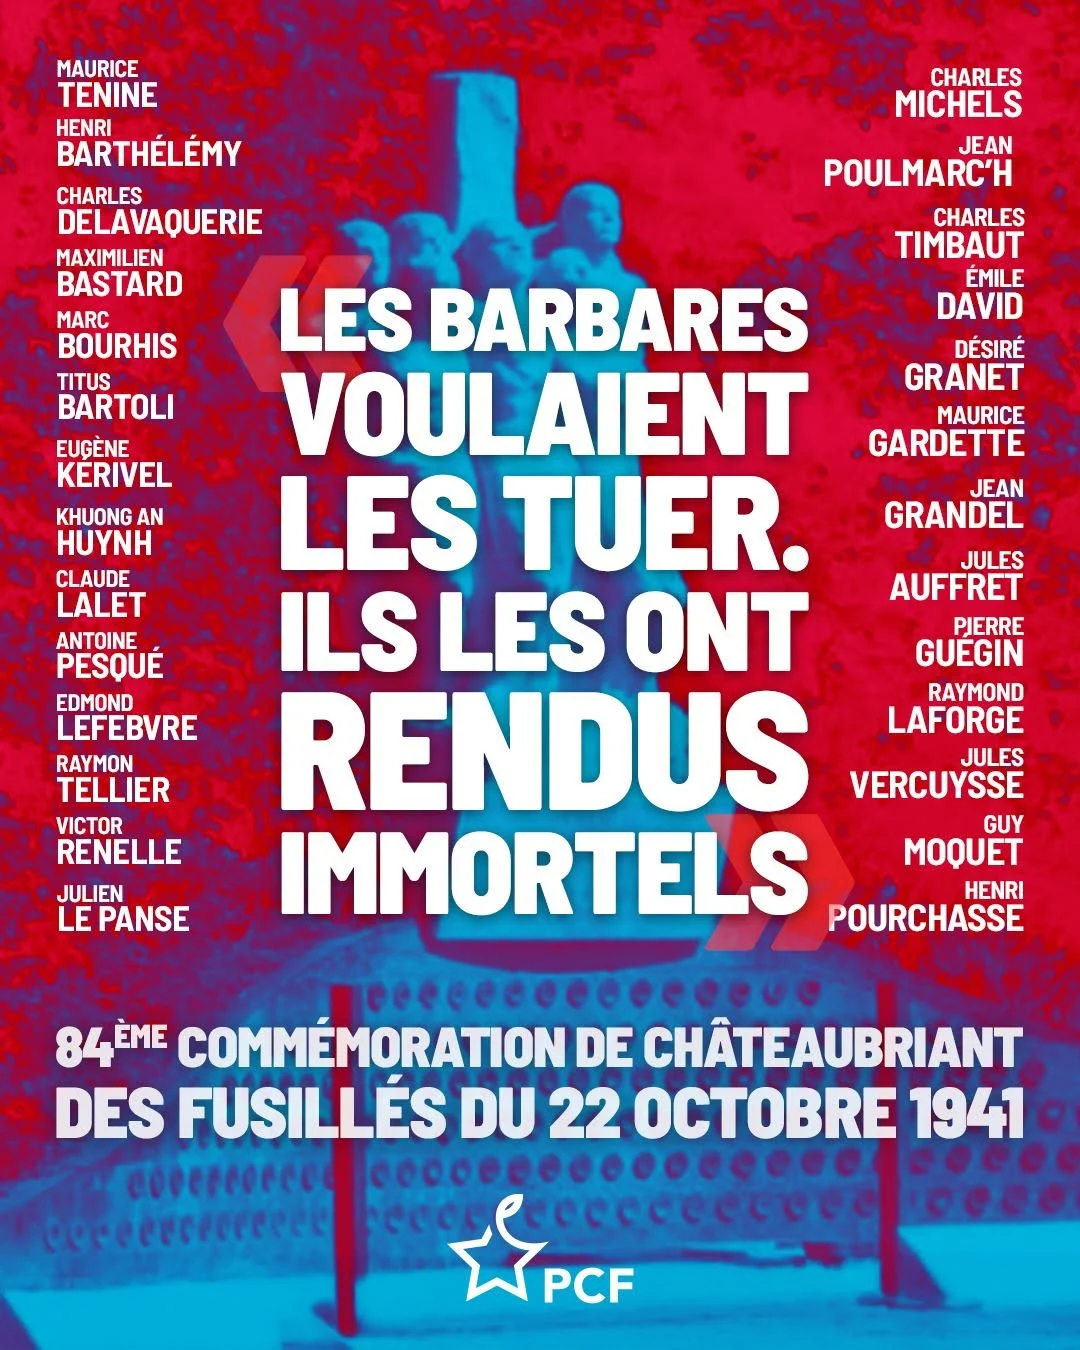 MAURICE
TENINE
HENRI
BARTHÉLÉMY
CHARLES
DELAVAQUERIE
MAXIMILIEN
BASTARD
MARC
BOURHIS
TITUS
BARTOLI
EUGÈNE
KÉRIVEL
KHUONG AN
HUYNH
CLAUDE
LALET
ANTOINE
PESQUÉ
EDMOND
LEFEBVRE
RAYMON
TELLIER
VICTOR
RENELLE
JULIEN
LE PANSE
« LES BARBARES
VOULAIENT
LES TUER.
ILS LES ONT
RENDUS
IMMORTELS »
CHARLES
MICHELS
JEAN
POULMARC'H
CHARLES
TIMBAUT
ÉMILE
DAVID
DÉSIRÉ
GRANET
MAURICE
GARDETTE
JEAN
GRANDEL
JULES
AUFFRET
PIERRE
GUÉGIN
RAYMOND
LAFORGE
JULES
VERCUYSSE
GUY
MOQUET
HENRI
POURCHASSE
84ÈME COMMÉMORATION DE CHÂTEAUBRIANT
DES FUSILLÉS DU 22 OCTOBRE 1941
PCF